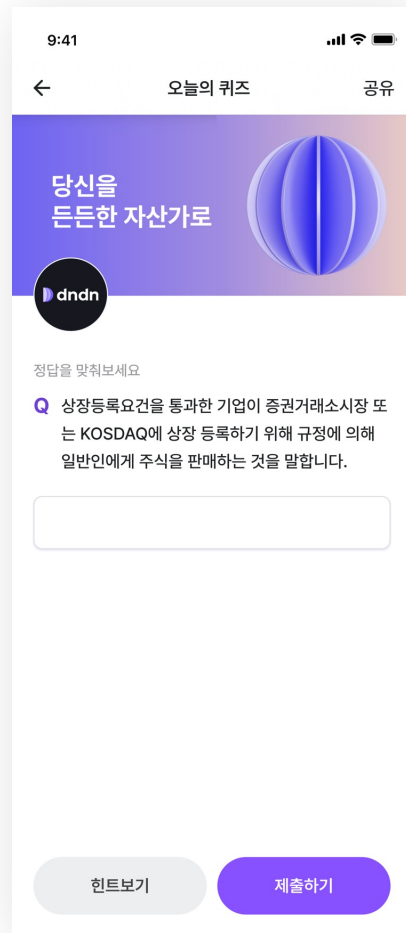 9:41
오늘의 퀴즈
공유
당신을
든든한 자산가로
dndn
정답을 맞춰보세요
Q 상장등록요건을 통과한 기업이 증권거래소시장 또
는 KOSDAQ에 상장 등록하기 위해 규정에 의해
일반인에게 주식을 판매하는 것을 말합니다.
힌트보기
제출하기